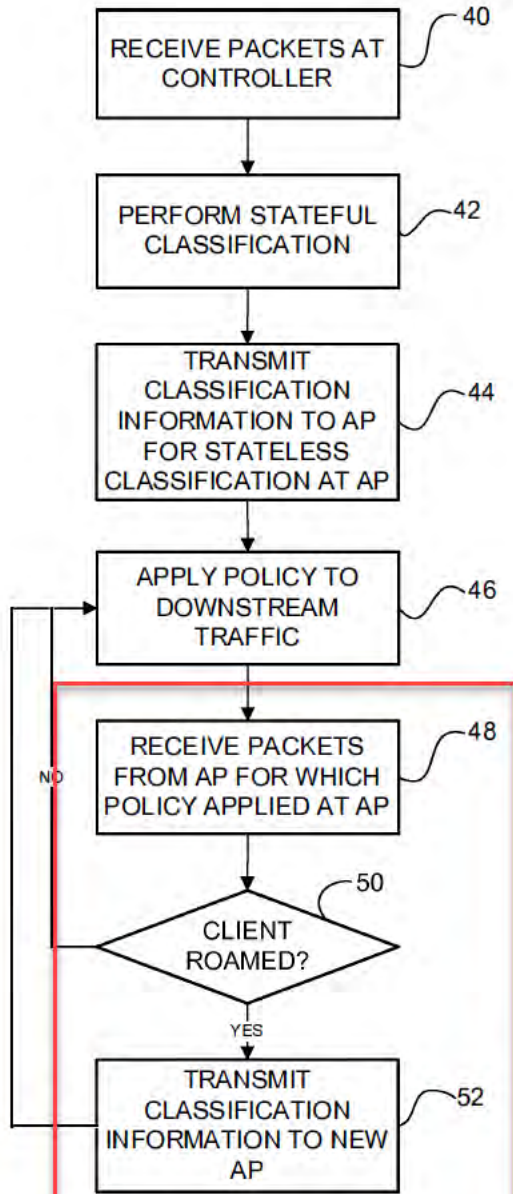 RECEIVE PACKETS AT
CONTROLLER
40
PERFORM STATEFUL
CLASSIFICATION
42
TRANSMIT
CLASSIFICATION
INFORMATION TO AP
FOR STATELESS
CLASSIFICATION AT AP
44
APPLY POLICY TO
DOWNSTREAM
TRAFFIC
46
RECEIVE PACKETS
FROM AP FOR WHICH
POLICY APPLIED AT AP
48
NO
CLIENT
ROAMED?
50
YES
TRANSMIT
CLASSIFICATION
INFORMATION TO NEW
AP
52